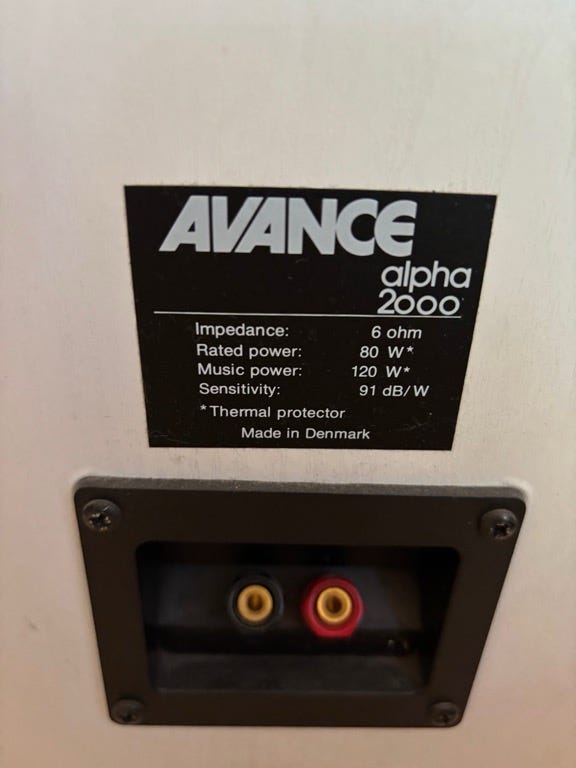 AVANCE
alpha
2000
Impedance: 6 ohm
Rated power: 80 W*
Music power: 120 W*
Sensitivity: 91 dB/W
*Thermal protector
Made in Denmark